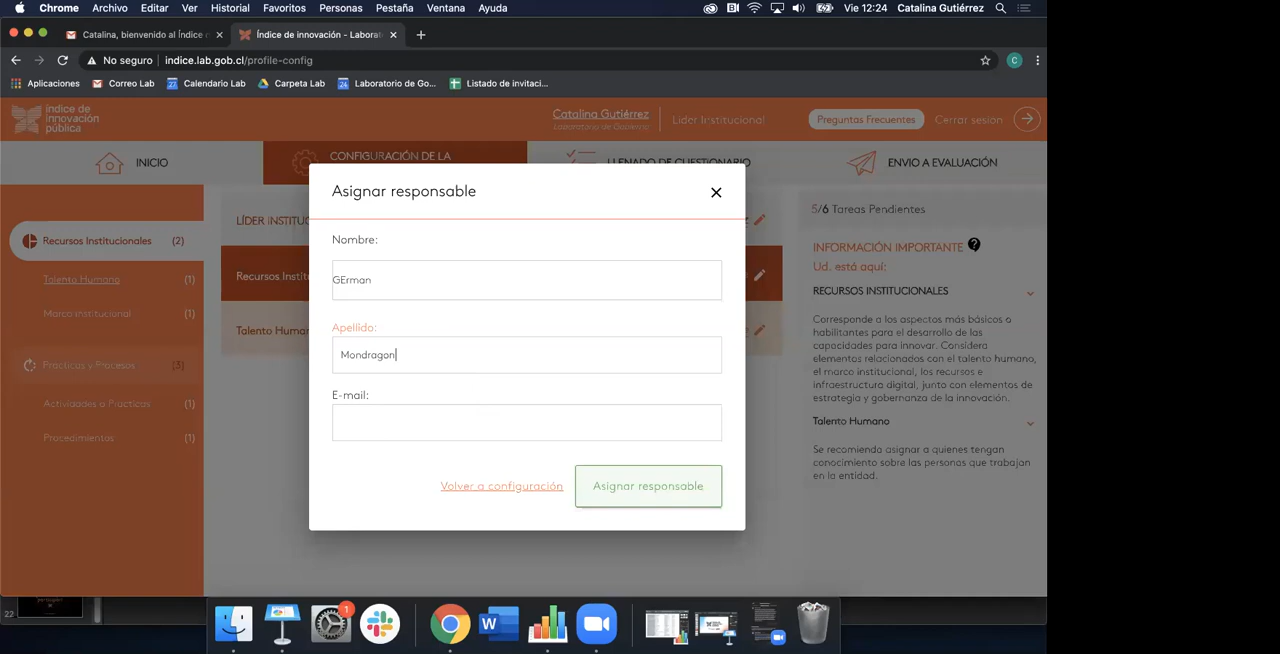 Chrome Archivo Editar Ver Historial Favoritos Personas Pestaña Ventana Ayuda Vie 12:24 Catalina Gutiérrez
Catalina, bienvenido al Índice Índice de innovación - Laborat
No seguro indice.lab.gob.cl/profile-config C
Aplicaciones Correo Lab Calendario Lab Carpeta Lab Laboratorio de Go... Listado de invitaci...
índice de
innovación
pública
Catalina Gutiérrez
Laboratorio de Gobierno
Líder Institucional
Preguntas Frecuentes
Cerrar sesión
INICIO
CONFIGURACIÓN DE LA
LLENADO DE CUESTIONARIO
ENVIO A EVALUACIÓN
Recursos Institucionales (2)
Talento Humano (1)
Marco Institucional (1)
Prácticas y Procesos (3)
Actividades o Prácticas (1)
Procedimientos (1)
LÍDER INSTITUC
Recursos Instit
Talento Humar
Asignar responsable
Nombre:
GErman
Apellido:
Mondragon
E-mail:
Volver a configuración
Asignar responsable
5/6 Tareas Pendientes
INFORMACIÓN IMPORTANTE ?
Ud. está aquí:
RECURSOS INSTITUCIONALES
Corresponde a los aspectos más básicos o
habilitantes para el desarrollo de las
capacidades para innovar. Considera
elementos relacionados con el talento humano,
el marco institucional, los recursos e
infraestructura digital, junto con elementos de
estrategia y gobernanza de la innovación.
Talento Humano
Se recomienda asignar a quienes tengan
conocimiento sobre las personas que trabajan
en la entidad.
22
1
W